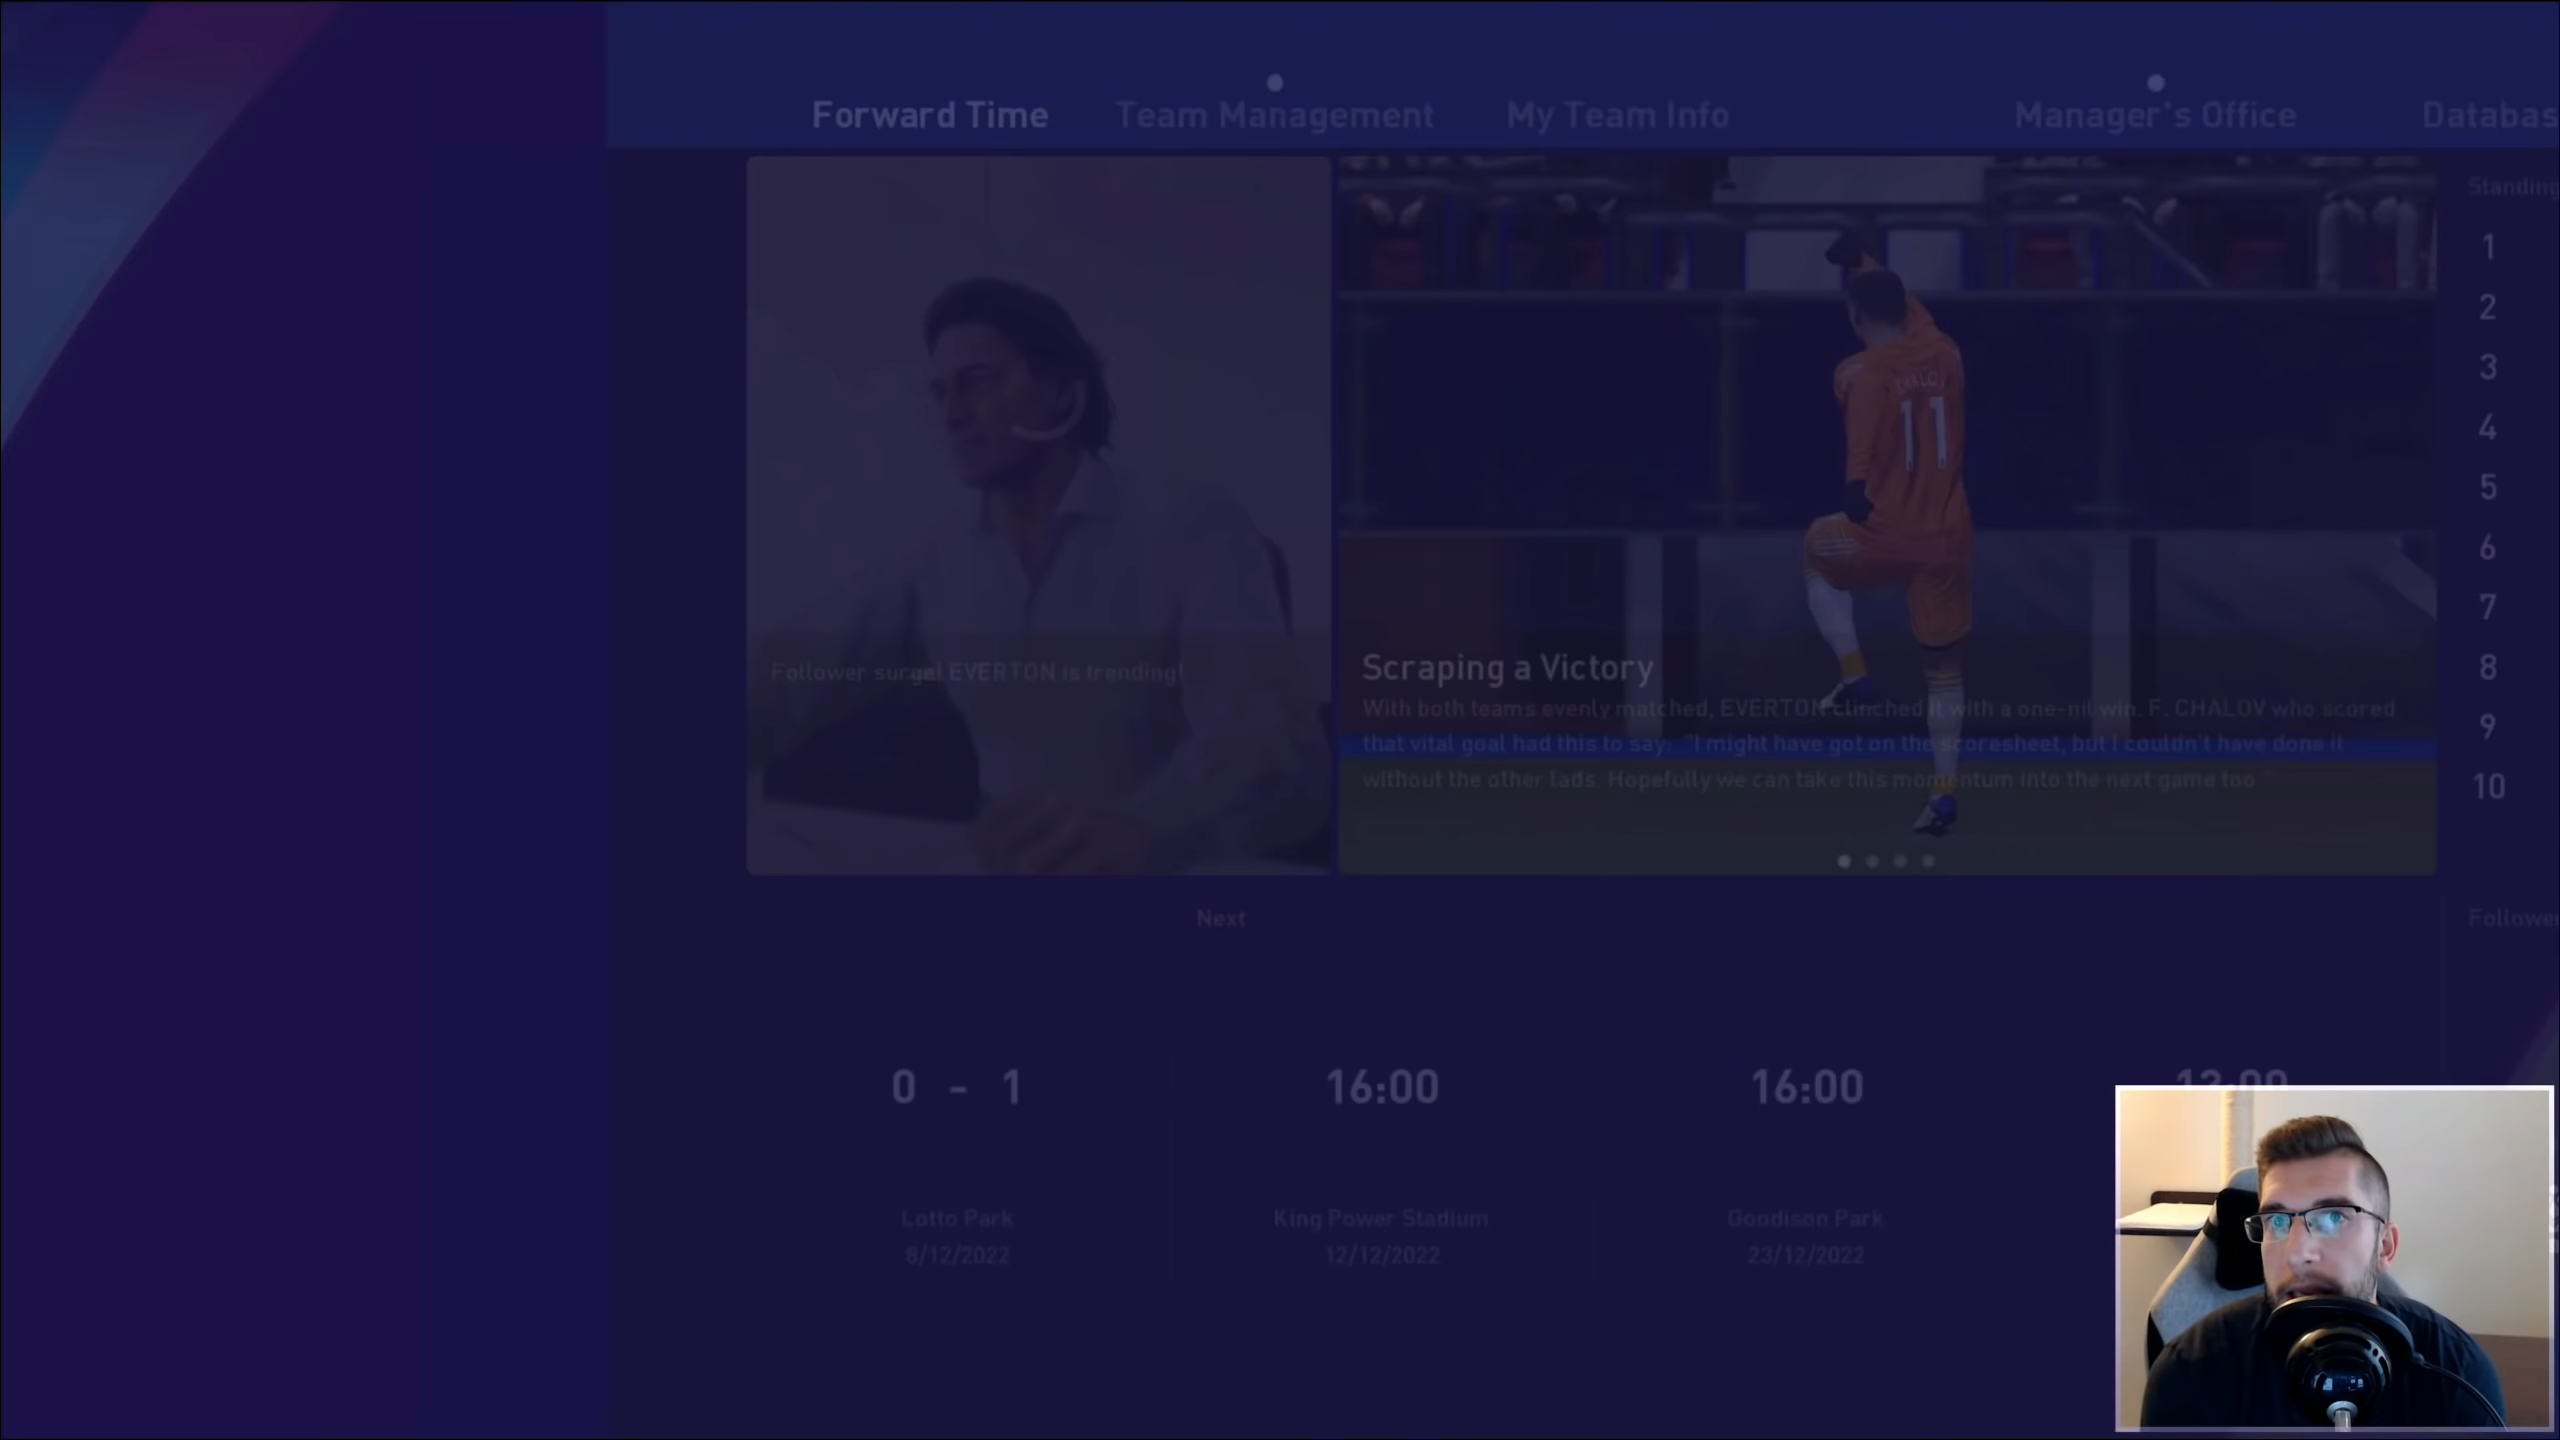 Forward Time
Team Management
My Team Info
Manager's Office
Databas
Standing
1
2
3
4
5
6
7
8
9
10
CHALOV
11
Follower surge! EVERTON is trending!
Scraping a Victory
With both teams evenly matched, EVERTON clinched it with a one-nil win. F. CHALOV who scored
that vital goal had this to say: "I might have got on the scoresheet, but I couldn't have done it
without the other lads. Hopefully we can take this momentum into the next game too."
Next
Follower
0 - 1
16:00
16:00
Lotto Park
8/12/2022
King Power Stadium
12/12/2022
Goodison Park
23/12/2022